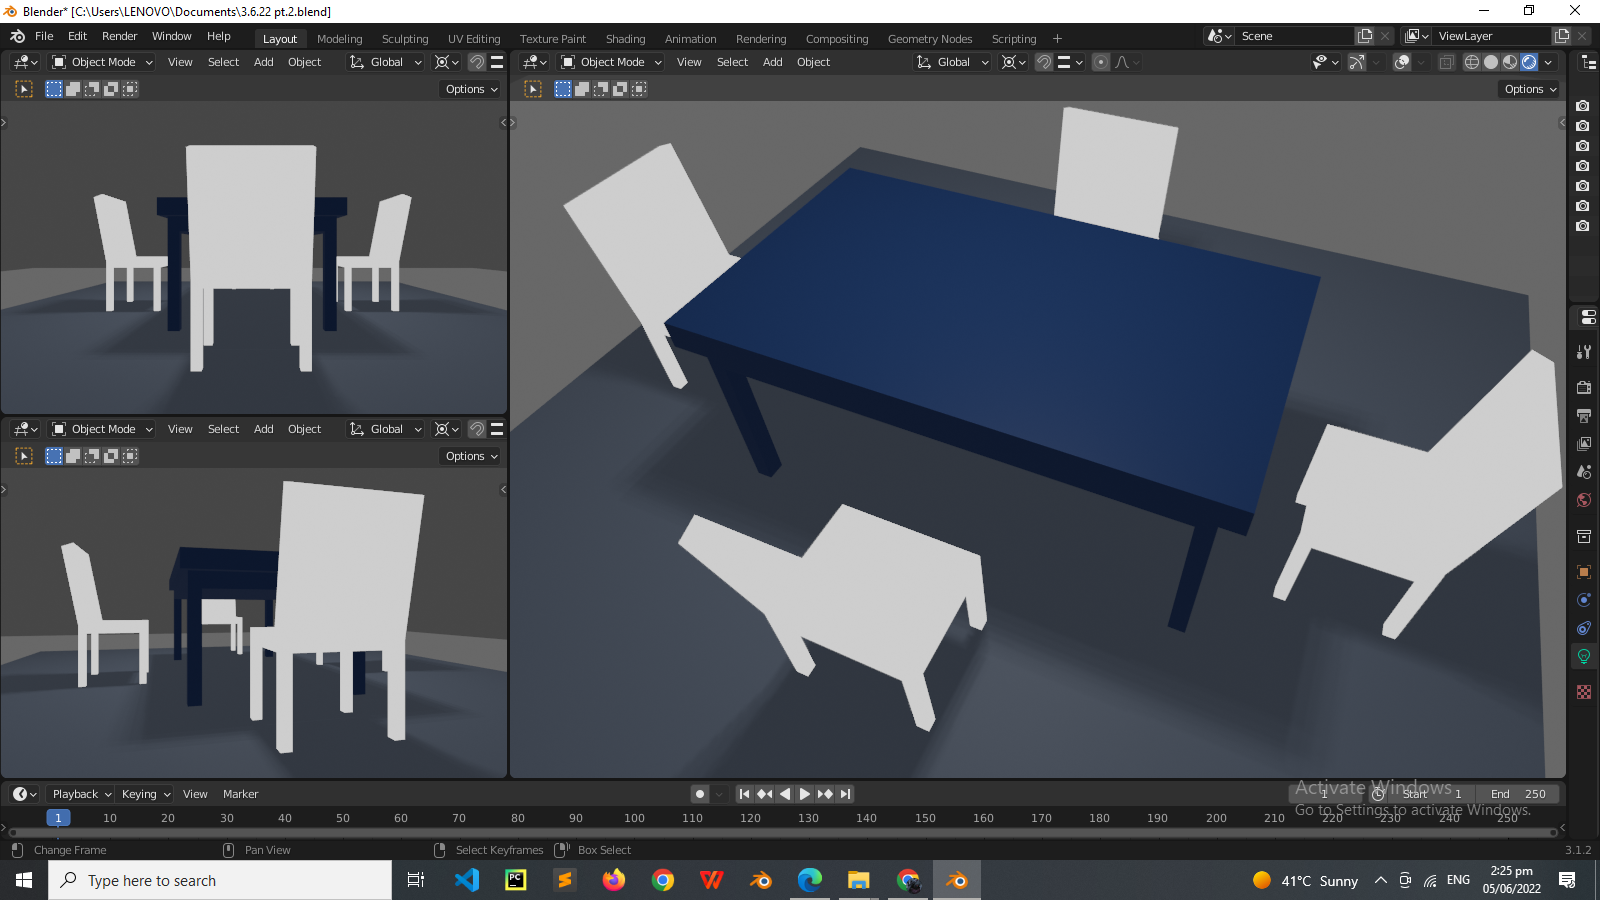 Blender* [C:\Users\LENOVO\Documents\3.6.22 pt.2.blend]
File Edit Render Window Help Layout Modeling Sculpting UV Editing Texture Paint Shading Animation Rendering Compositing Geometry Nodes Scripting + Scene ViewLayer
Object Mode View Select Add Object Global
Options
Object Mode View Select Add Object Global
Options
Object Mode View Select Add Object Global
Options
Playback Keying View Marker 1 Start 1 End 250
1 10 20 30 40 50 60 70 80 90 100 110 120 130 140 150 160 170 180 190 200 210 220 230 240 250
Activate Windows
Go to Settings to activate Windows.
Change Frame Pan View Select Keyframes Box Select 3.1.2
Type here to search
PC
41°C Sunny ENG
2:25 pm
05/06/2022